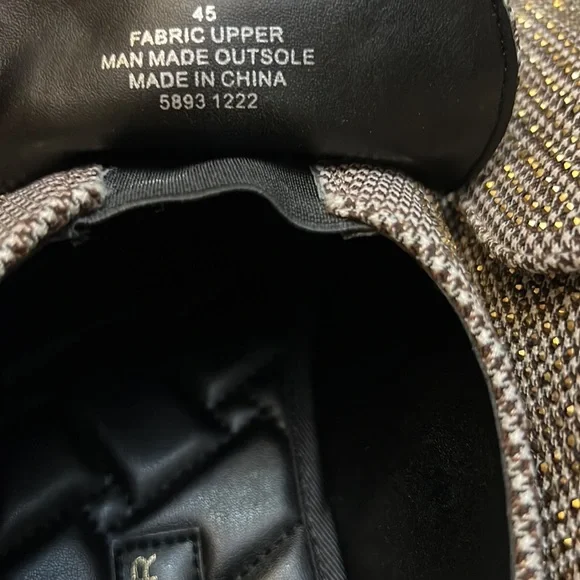 45
FABRIC UPPER
MAN MADE OUTSOLE
MADE IN CHINA
5893 1222